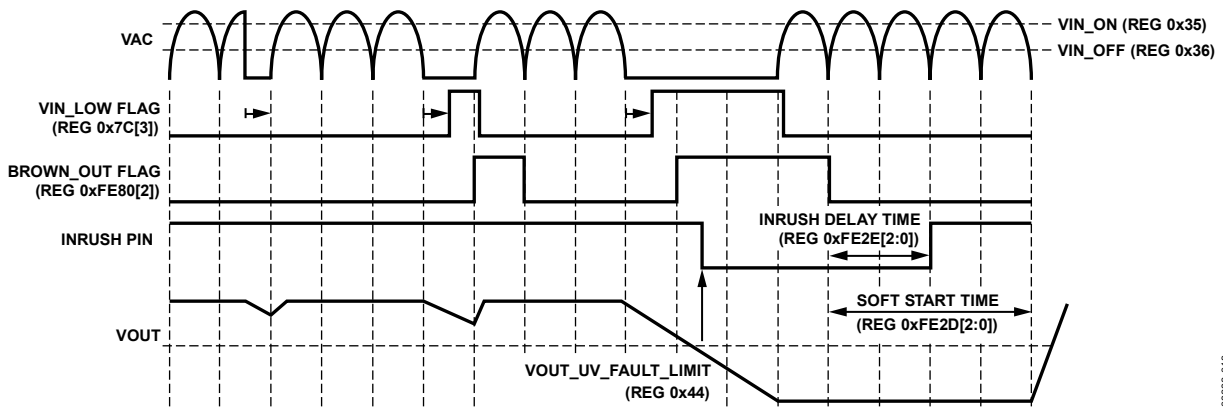 VAC
VIN_ON (REG 0x35)
VIN_OFF (REG 0x36)
VIN_LOW FLAG
(REG 0x7C[3])
BROWN_OUT FLAG
(REG 0xFE80[2])
INRUSH PIN
INRUSH DELAY TIME
(REG 0xFE2E[2:0])
SOFT START TIME
(REG 0xFE2D[2:0])
VOUT
VOUT_UV_FAULT_LIMIT
(REG 0x44)